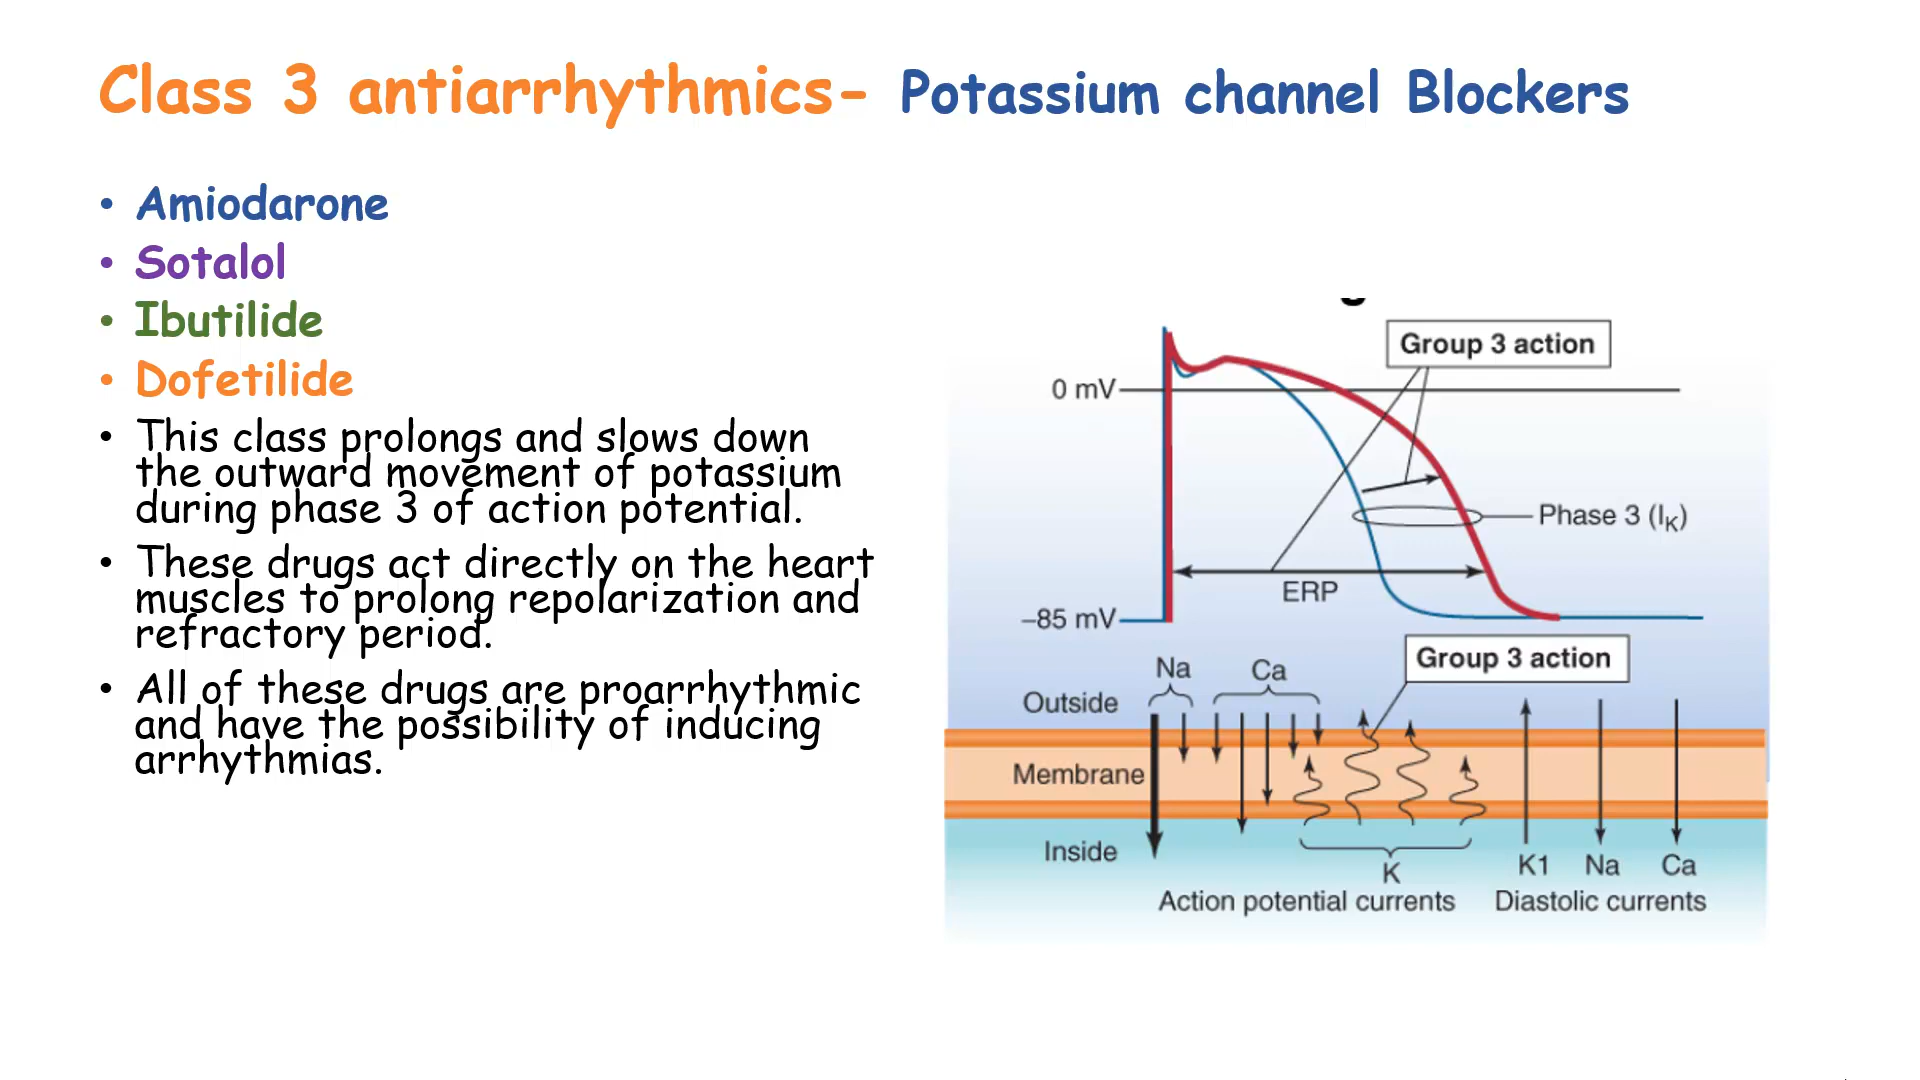 Class 3 antiarrhythmics- Potassium channel Blockers
• Amiodarone
• Sotalol
• Ibutilide
• Dofetilide
• This class prolongs and slows down
the outward movement of potassium
during phase 3 of action potential.
• These drugs act directly on the heart
muscles to prolong repolarization and
refractory period.
• All of these drugs are proarrhythmic
and have the possibility of inducing
arrhythmias.
Group 3 action
0 mV
Phase 3 (IK)
ERP
–85 mV
Group 3 action
Na Ca
Outside
Membrane
Inside
K K1 Na Ca
Action potential currents Diastolic currents